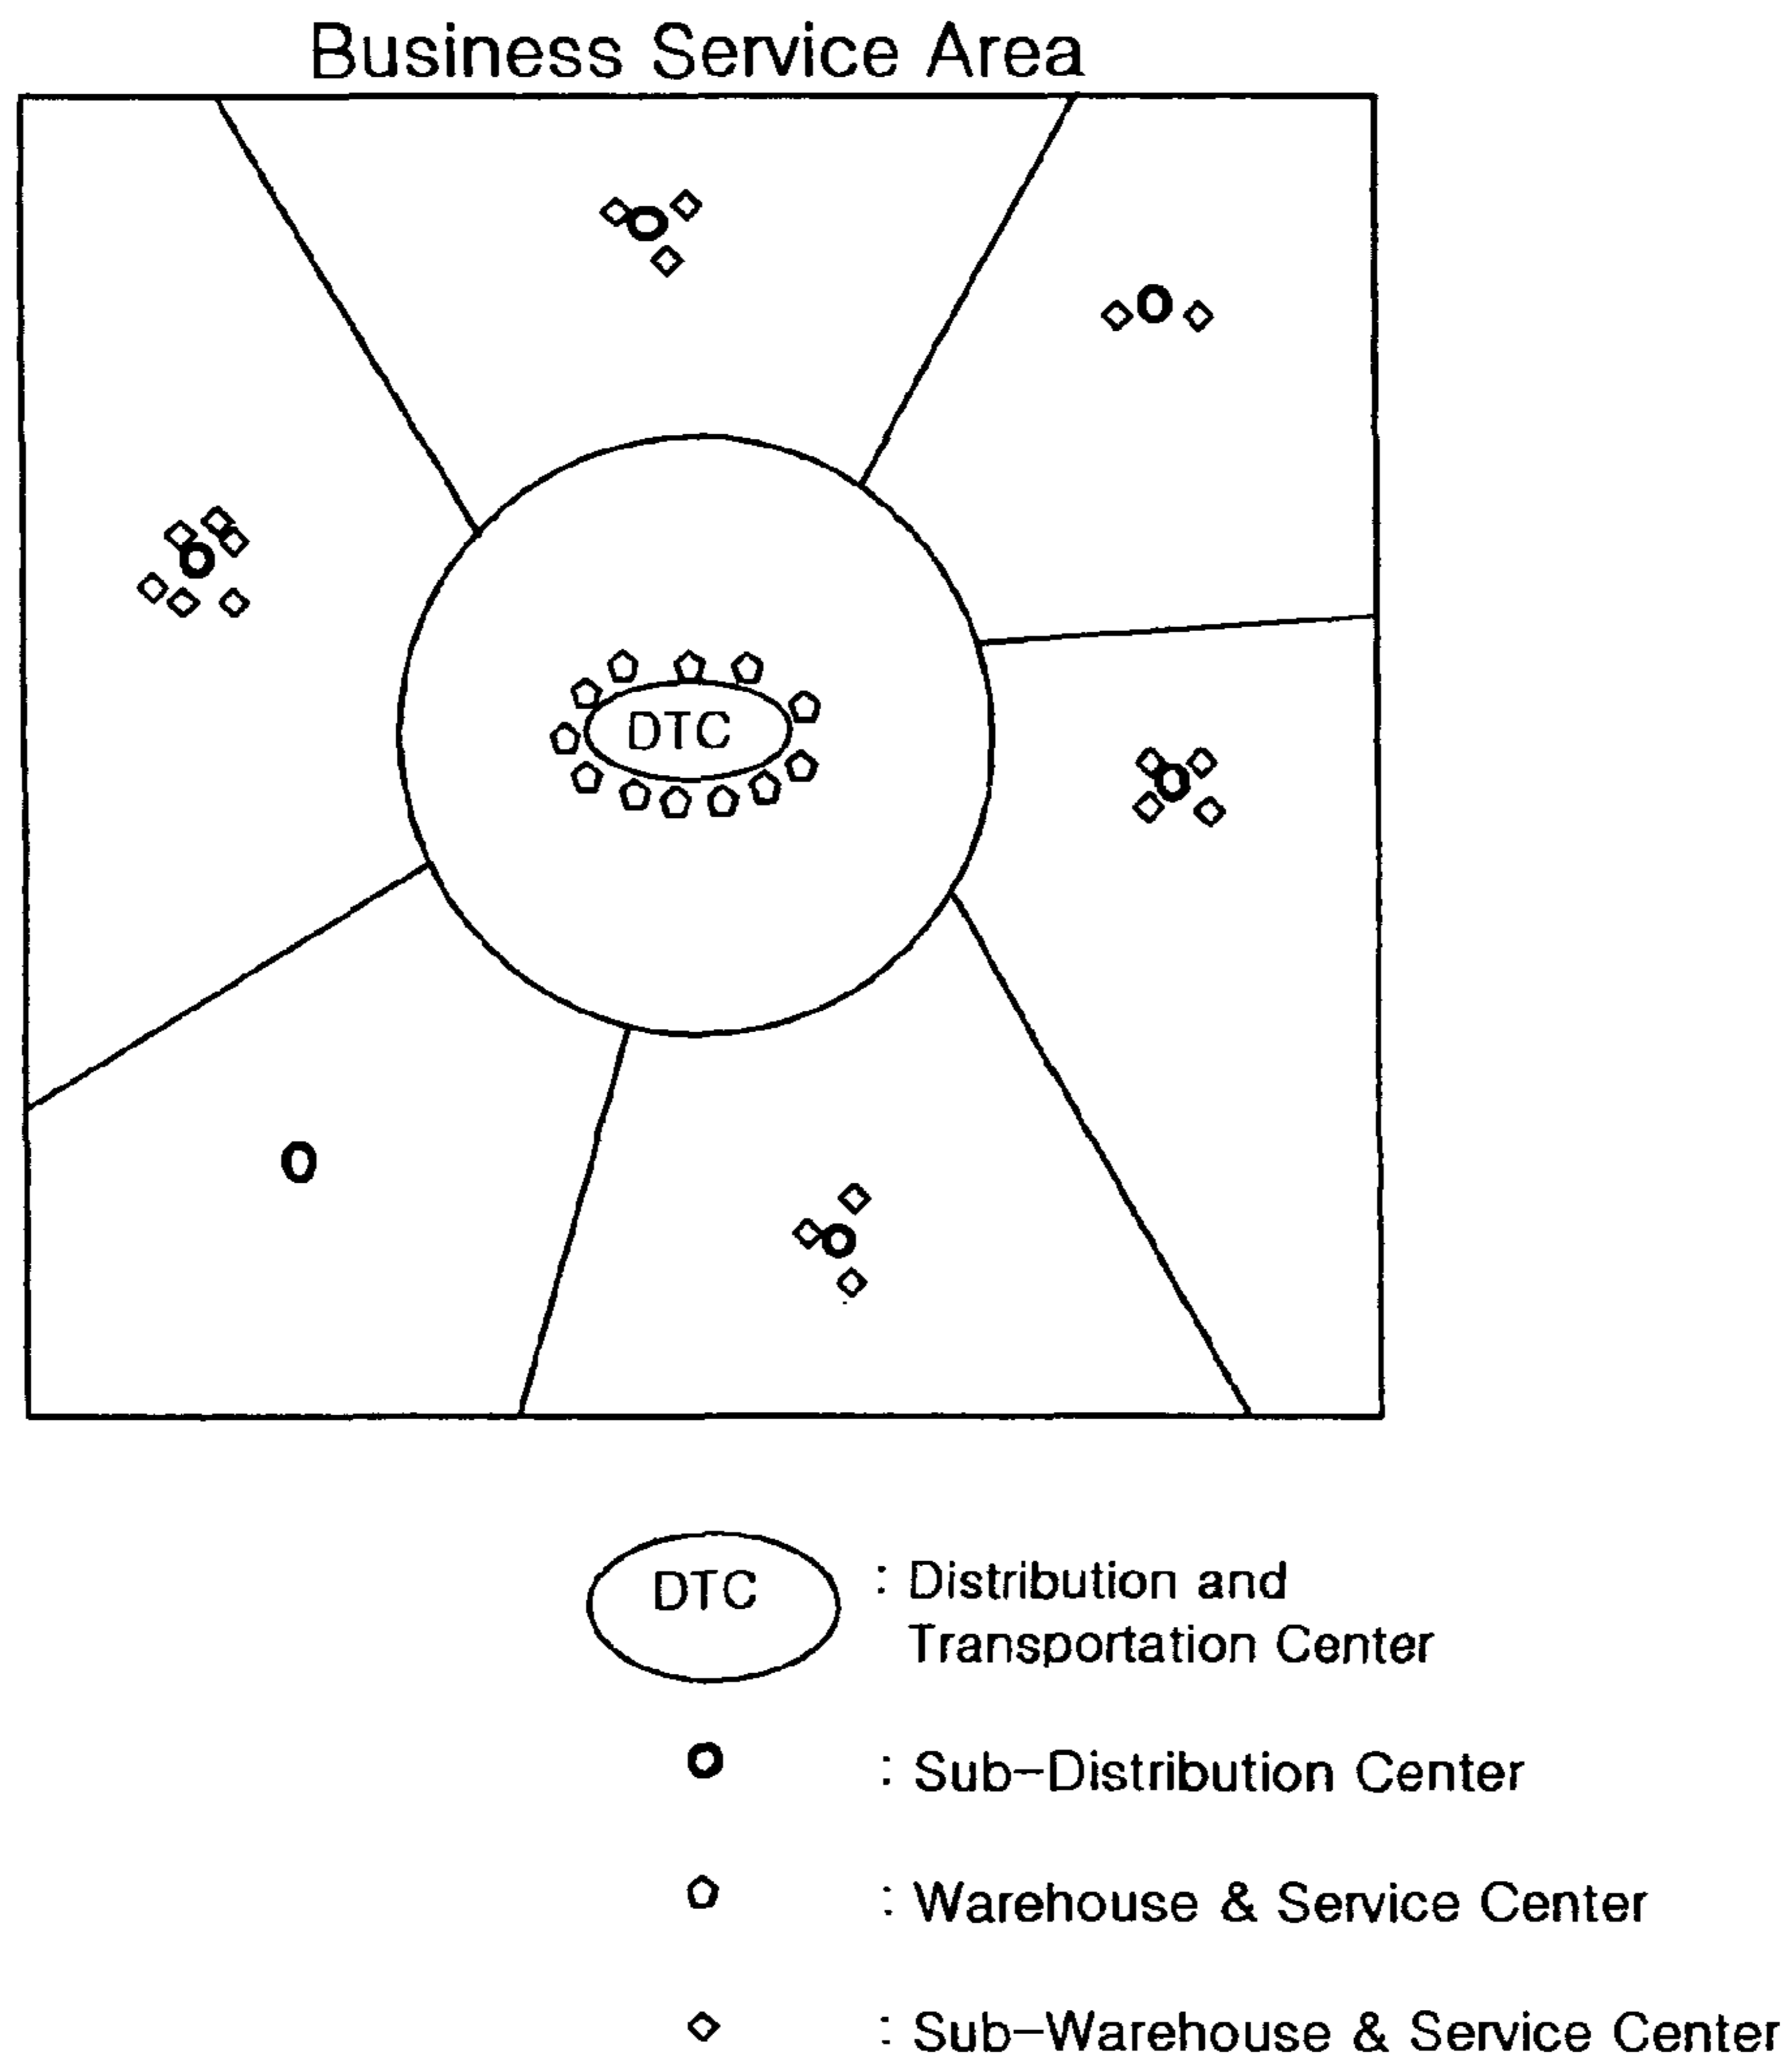 Business Service Area
DTC
DTC : Distribution and
Transportation Center
: Sub-Distribution Center
: Warehouse & Service Center
: Sub-Warehouse & Service Center